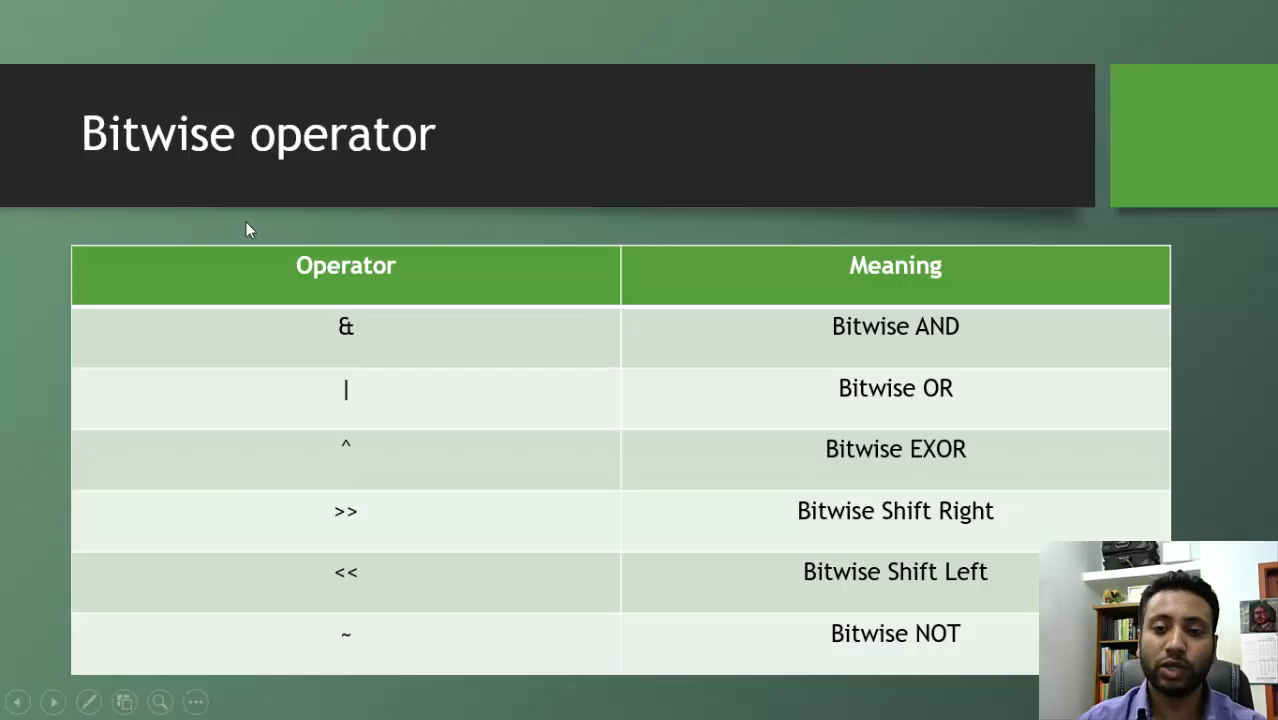 Bitwise operator
Operator Meaning
& Bitwise AND
| Bitwise OR
^ Bitwise EXOR
>> Bitwise Shift Right
<< Bitwise Shift Left
~ Bitwise NOT